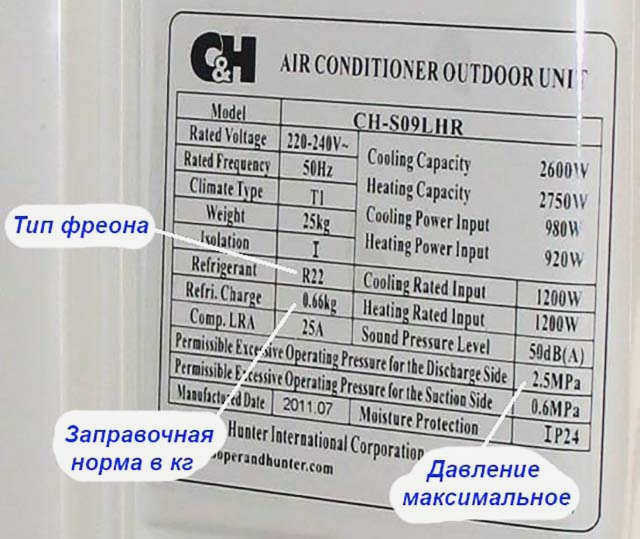 C&H AIR CONDITIONER OUTDOOR UNIT
Model CH-S09LHR
Rated Voltage 220-240V~ Cooling Capacity 2600W
Rated Frequency 50Hz Heating Capacity 2750W
Climate Type T1 Cooling Power Input 980W
Weight 25kg Heating Power Input 920W
Isolation I
Refrigerant R22 Cooling Rated Input 1200W
Refri. Charge 0.66kg Heating Rated Input 1200W
Comp. LRA 25A Sound Pressure Level 50dB(A)
Permissible Excessive Operating Pressure for the Discharge Side 2.5MPa
Permissible Excessive Operating Pressure for the Suction Side 0.6MPa
Manufactured Date 2011.07 Moisture Protection IP24
Hunter International Corporation
operandhunter.com
Тип фреона
Заправочная
норма в кг
Давление
максимальное